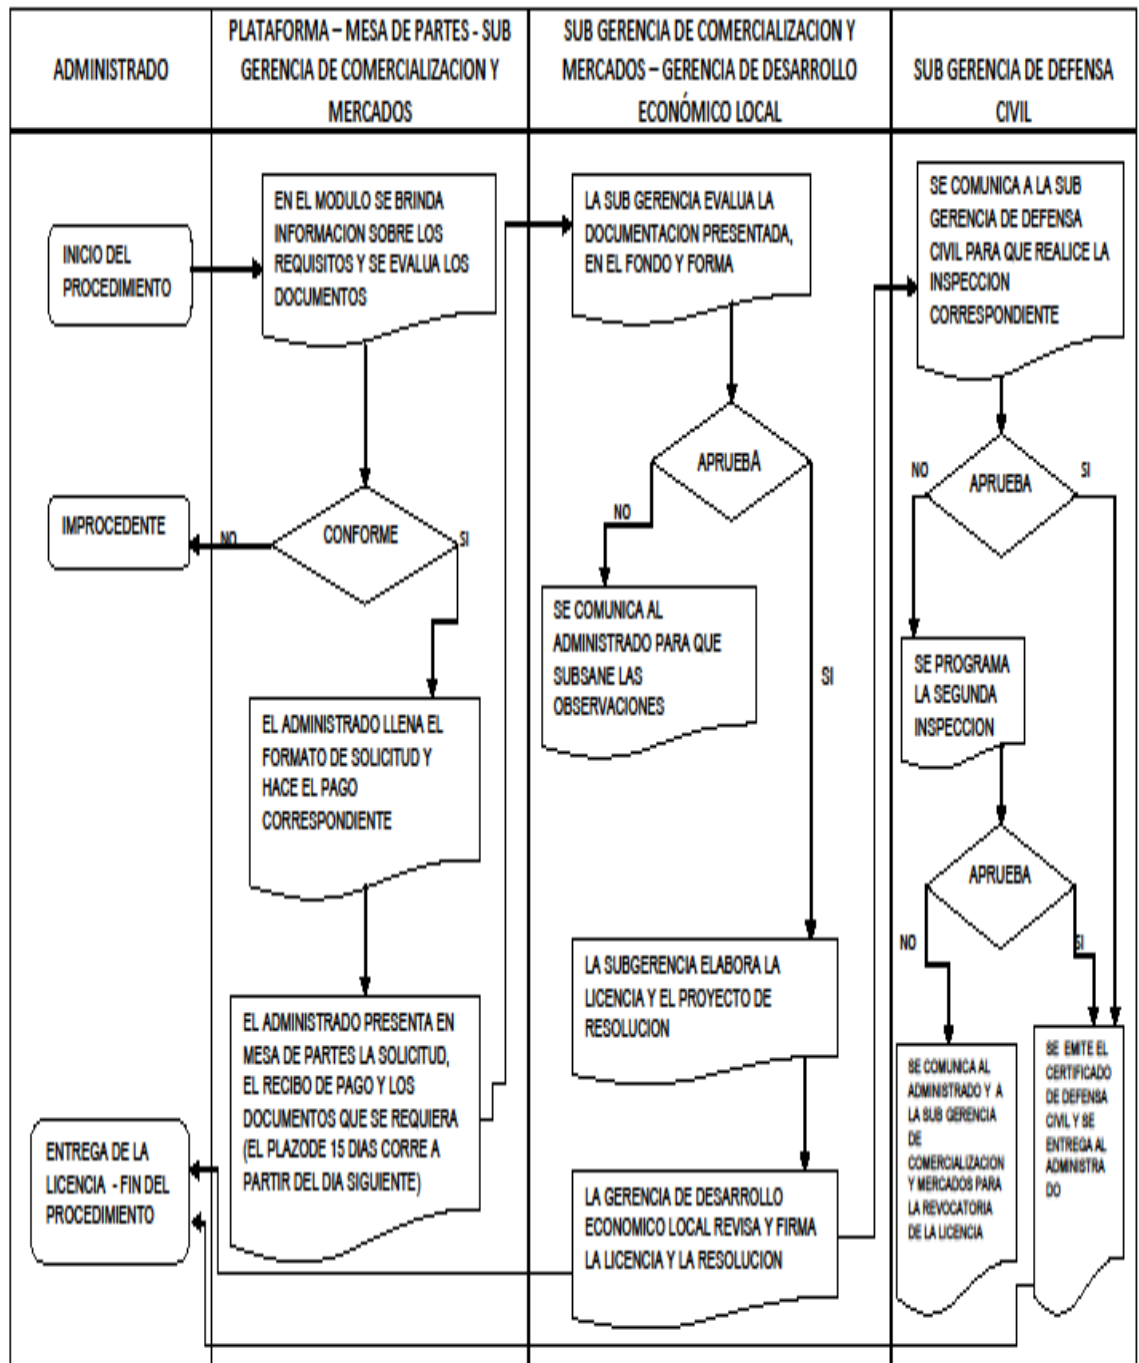 ADMINISTRADO
PLATAFORMA – MESA DE PARTES - SUB
GERENCIA DE COMERCIALIZACION Y
MERCADOS
SUB GERENCIA DE COMERCIALIZACION Y
MERCADOS – GERENCIA DE DESARROLLO
ECONÓMICO LOCAL
SUB GERENCIA DE DEFENSA
CIVIL
INICIO DEL
PROCEDIMIENTO
IMPROCEDENTE
ENTREGA DE LA
LICENCIA - FIN DEL
PROCEDIMIENTO
EN EL MODULO SE BRINDA
INFORMACION SOBRE LOS
REQUISITOS Y SE EVALUA LOS
DOCUMENTOS
CONFORME
NO
SI
EL ADMINISTRADO LLENA EL
FORMATO DE SOLICITUD Y
HACE EL PAGO
CORRESPONDIENTE
EL ADMINISTRADO PRESENTA EN
MESA DE PARTES LA SOLICITUD,
EL RECIBO DE PAGO Y LOS
DOCUMENTOS QUE SE REQUIERA
(EL PLAZODE 15 DIAS CORRE A
PARTIR DEL DIA SIGUIENTE)
LA SUB GERENCIA EVALUA LA
DOCUMENTACION PRESENTADA,
EN EL FONDO Y FORMA
APRUEBA
NO
SI
SE COMUNICA AL
ADMINISTRADO PARA QUE
SUBSANE LAS
OBSERVACIONES
LA SUBGERENCIA ELABORA LA
LICENCIA Y EL PROYECTO DE
RESOLUCION
LA GERENCIA DE DESARROLLO
ECONOMICO LOCAL REVISA Y FIRMA
LA LICENCIA Y LA RESOLUCION
SE COMUNICA A LA SUB
GERENCIA DE DEFENSA
CIVIL PARA QUE REALICE LA
INSPECCION
CORRESPONDIENTE
APRUEBA
NO
SI
SE PROGRAMA
LA SEGUNDA
INSPECCION
APRUEBA
NO
SI
SE COMUNICA AL
ADMINISTRADO Y A
LA SUB GERENCIA
DE
COMERCIALIZACION
Y MERCADOS PARA
LA REVOCATORIA
DE LA LICENCIA
SE EMITE EL
CERTIFICADO
DE DEFENSA
CIVIL Y SE
ENTREGA AL
ADMINISTRA
DO